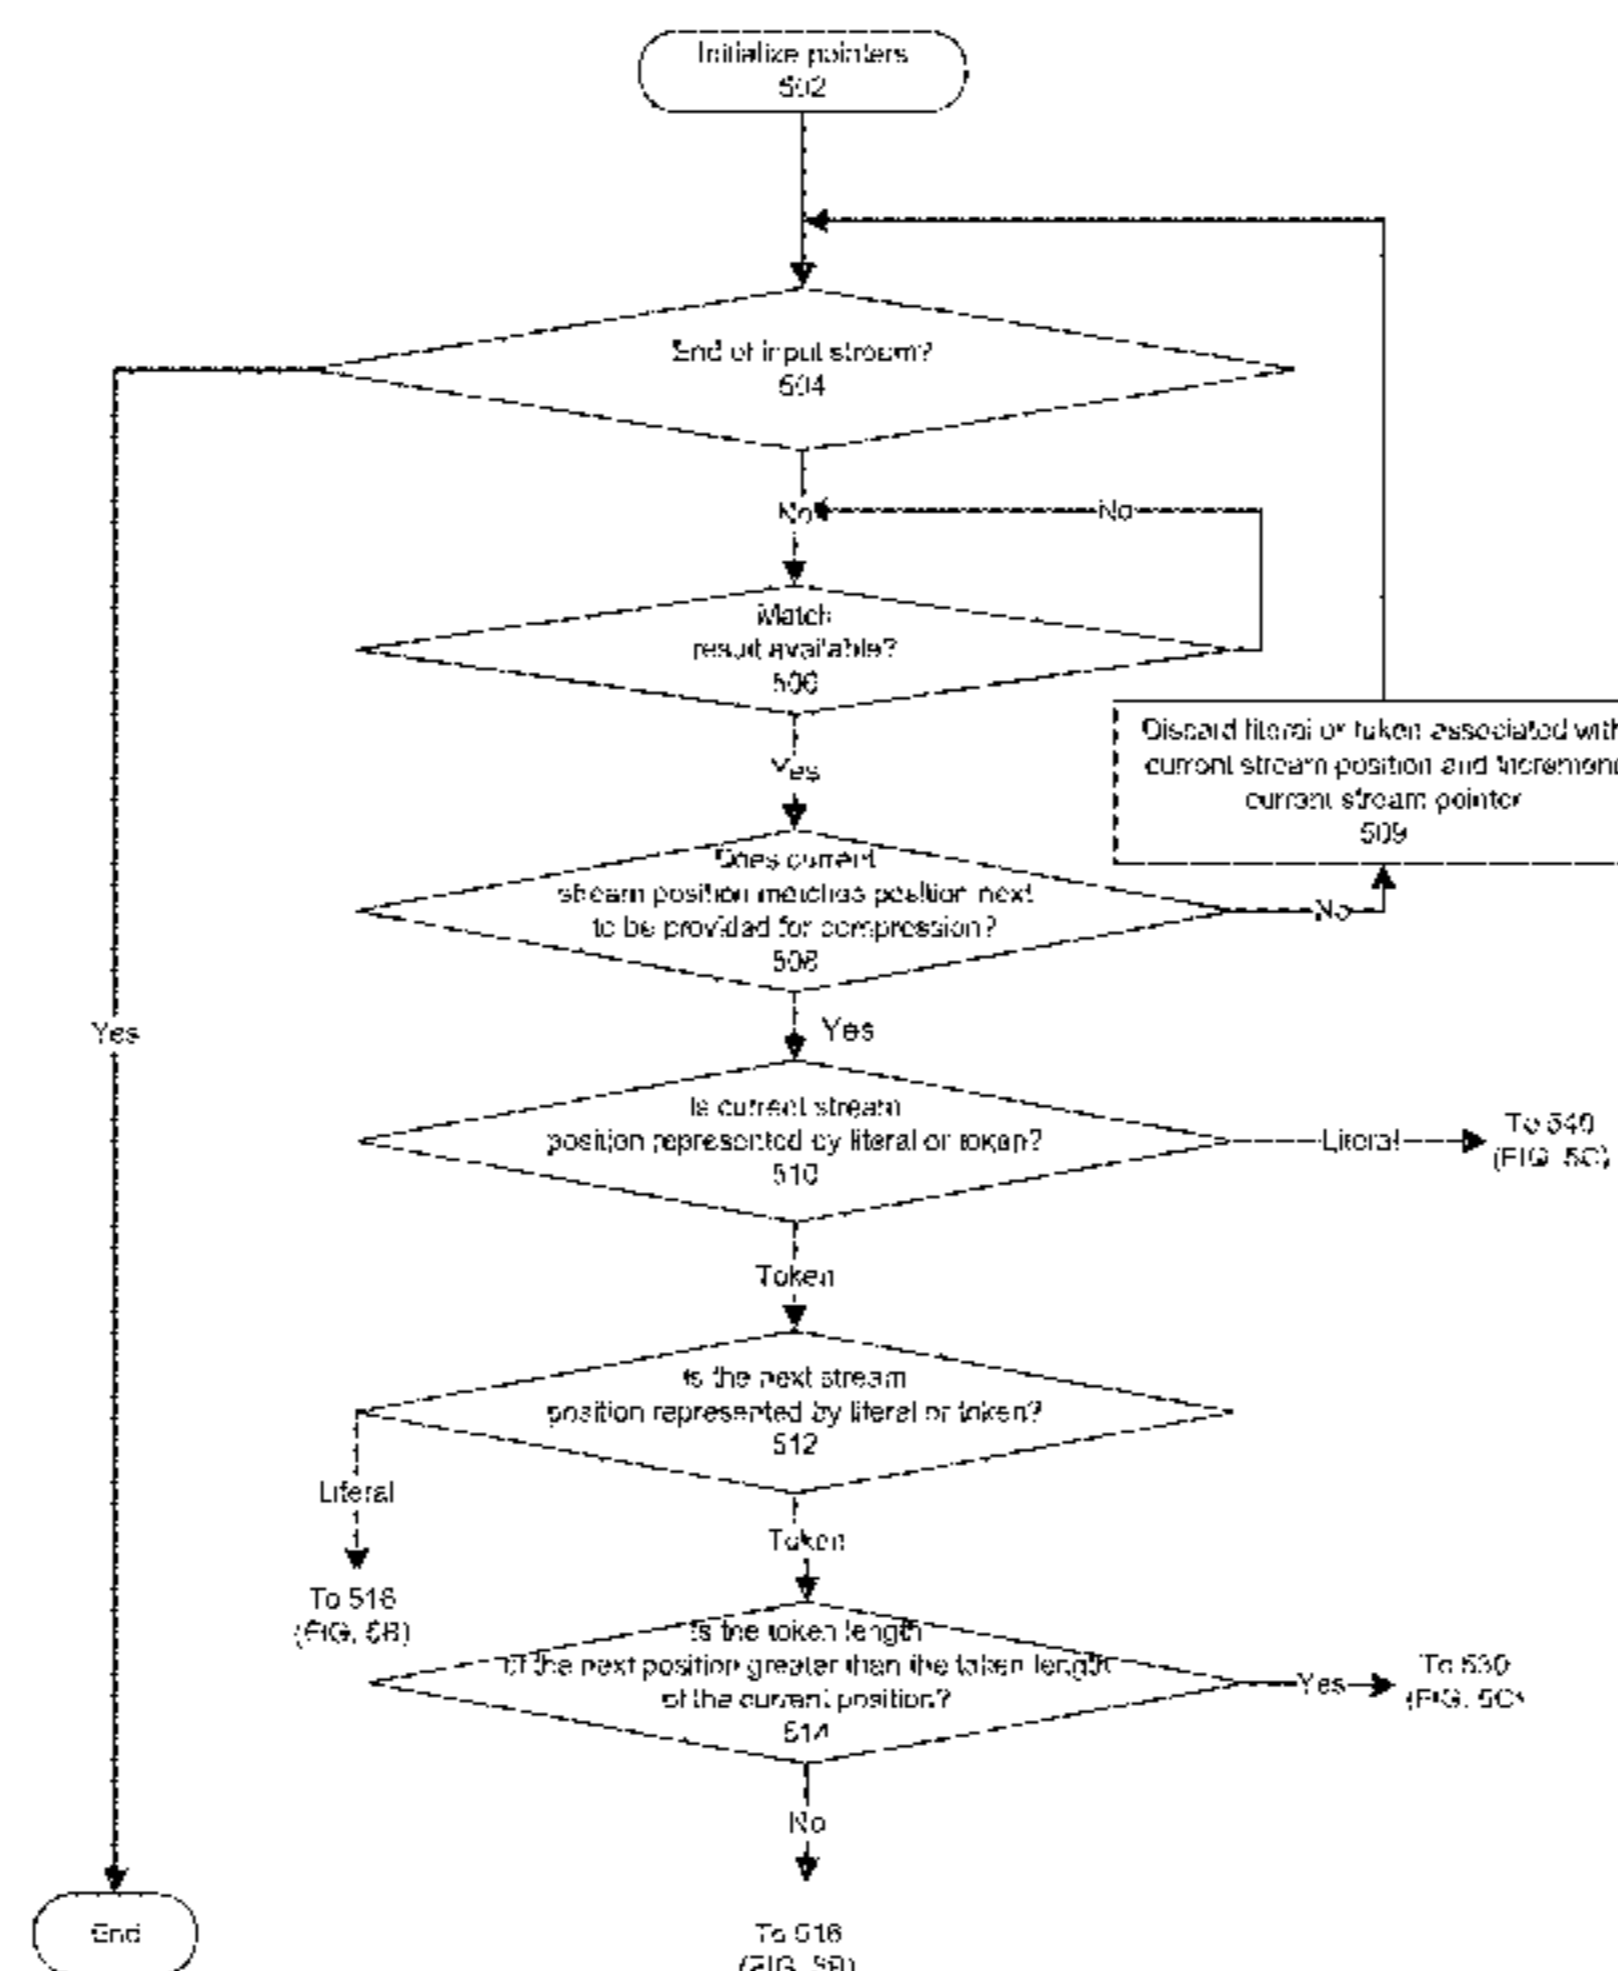 Initialize pointers
502
End of input stream?
504
No
No
Match
result available?
506
Yes
Discard literal or token associated with
current stream position and increment
current stream pointer
509
Does current
stream position matches position next
to be provided for compression?
508
No
Yes
Yes
Is current stream
position represented by literal or token?
510
Literal
To 540
(FIG. 5C)
Token
Is the next stream
position represented by literal or token?
512
Literal
To 516
(FIG. 5B)
Token
Is the token length
of the next position greater than the token length
of the current position?
514
Yes
To 530
(FIG. 5C)
No
End
To 516
(FIG. 5B)